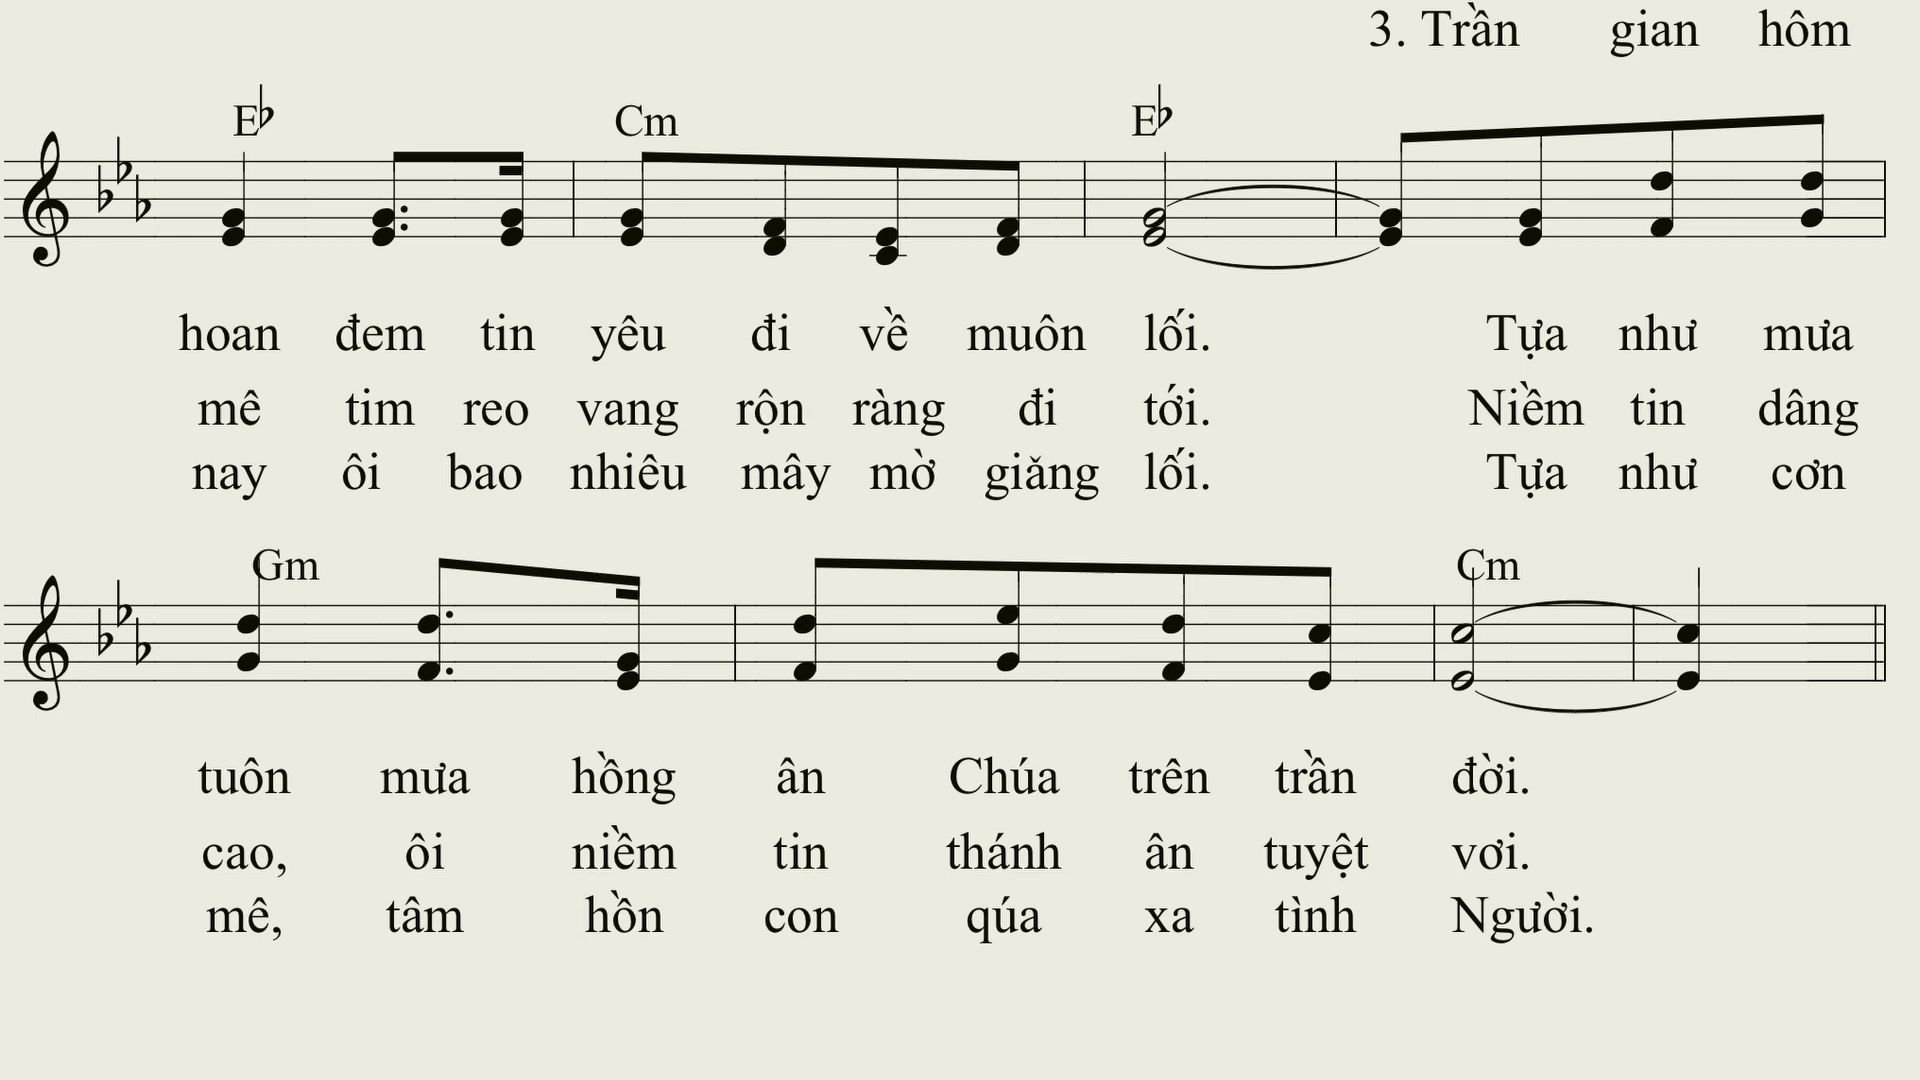 3. Trần gian hôm
E♭ Cm E♭
hoan đem tin yêu đi về muôn lối. Tựa như mưa
mê tim reo vang rộn ràng đi tới. Niềm tin dâng
nay ôi bao nhiêu mây mờ giăng lối. Tựa như cơn
Gm Cm
tuôn mưa hồng ân Chúa trên trần đời.
cao, ôi niềm tin thánh ân tuyệt vơi.
mê, tâm hồn con qúa xa tình Người.